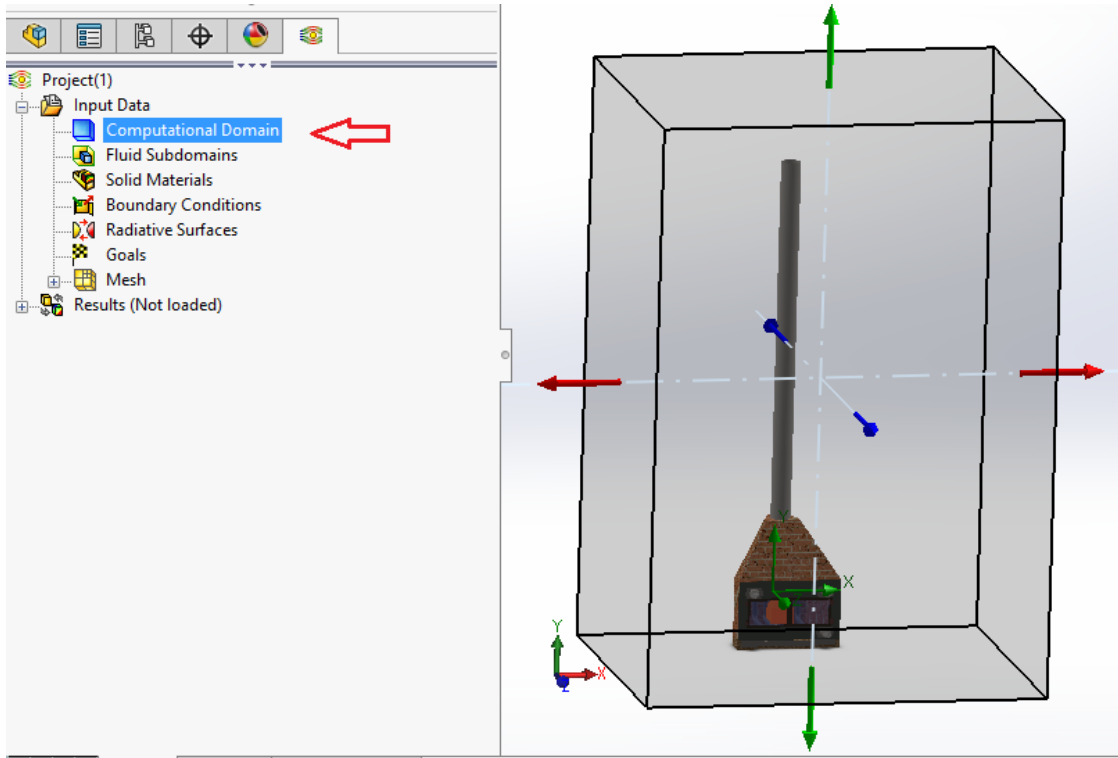 Project(1)
Input Data
Computational Domain
Fluid Subdomains
Solid Materials
Boundary Conditions
Radiative Surfaces
Goals
Mesh
Results (Not loaded)
Y
X
Y
X
Z